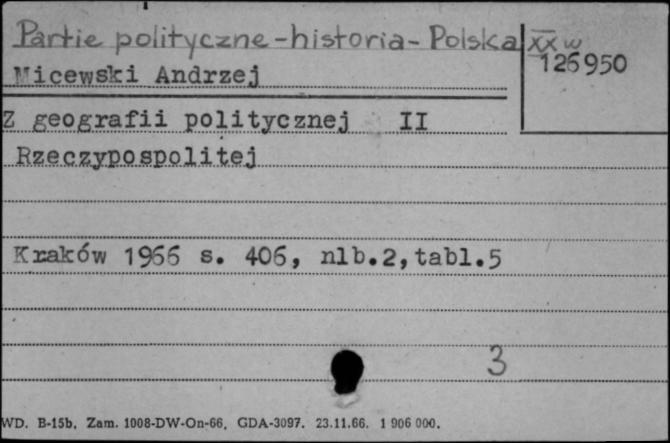 Partie polityczne - historia - Polska XX w
Micewski Andrzej
126950
Z geografii politycznej II
Rzeczypospolitej
Kraków 1966 s. 406, nlb.2, tabl.5
3
WD. B-15b. Zam. 1008-DW-On-66. GDA-3097. 23.11.66. 1 906 000.